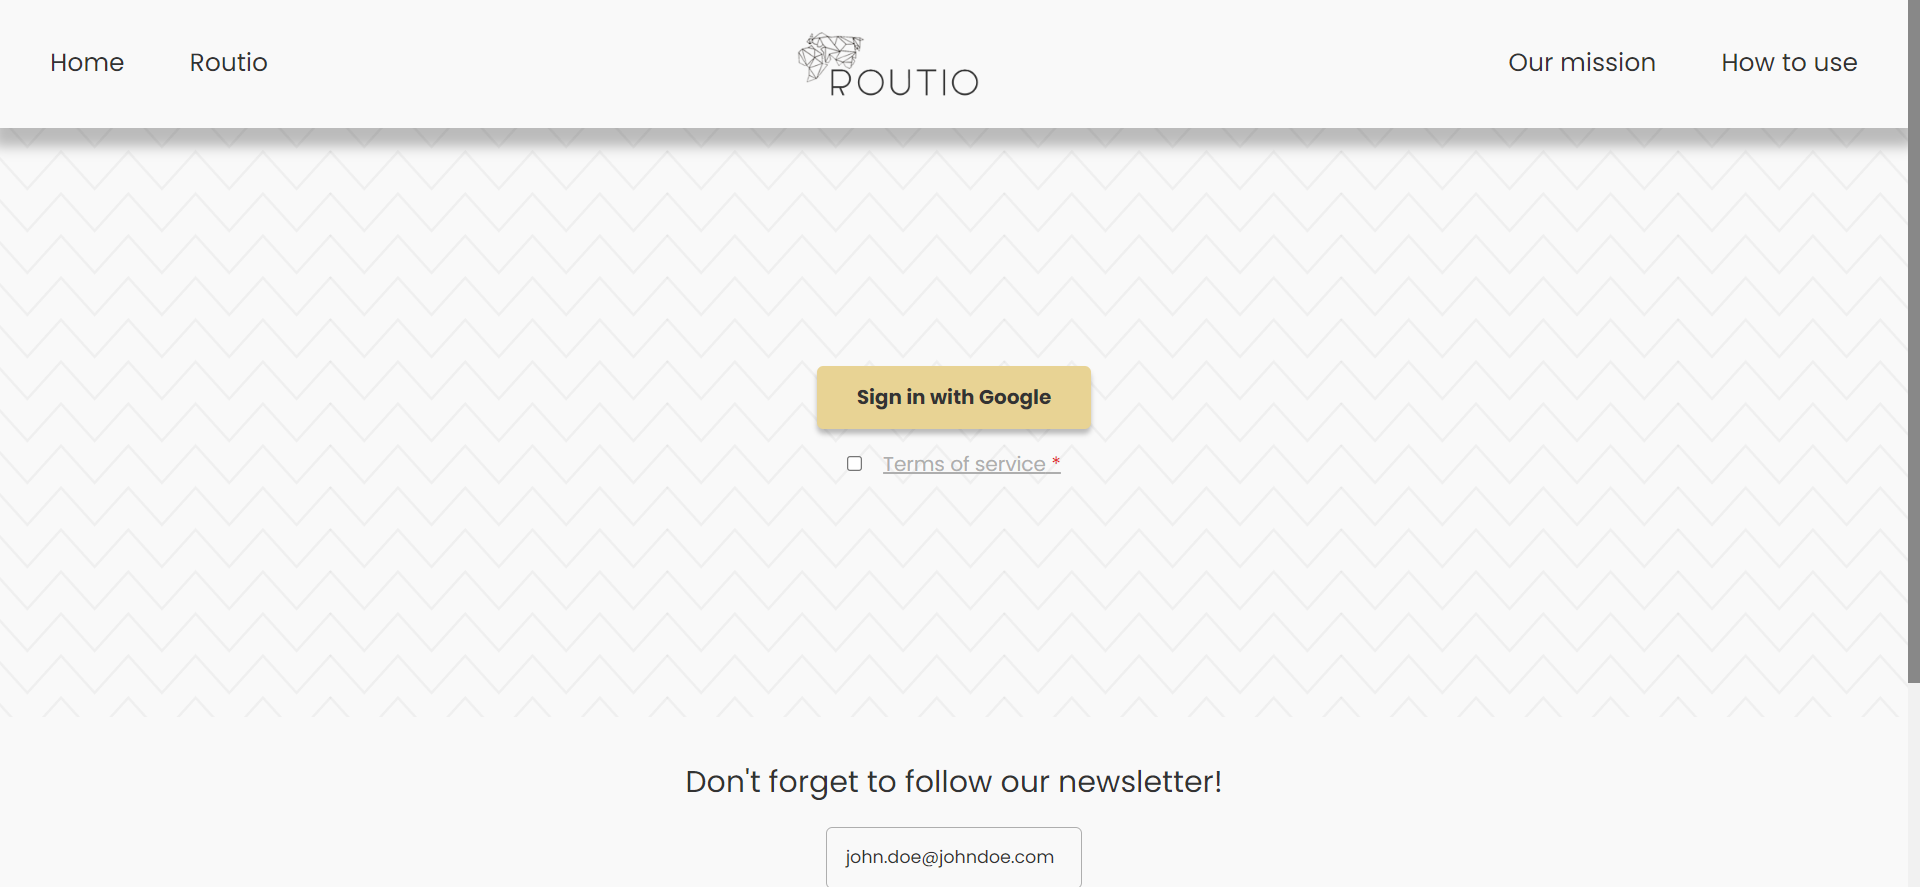 Home Routio ROUTIO Our mission How to use
Sign in with Google
Terms of service *
Don't forget to follow our newsletter!
john.doe@johndoe.com